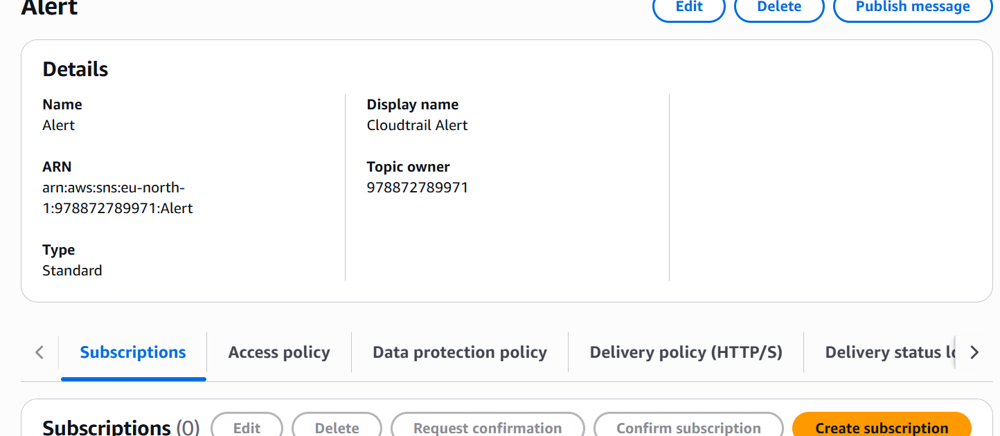 Alert
Edit
Delete
Publish message
Details
Name
Alert
Display name
Cloudtrail Alert
ARN
arn:aws:sns:eu-north-
1:978872789971:Alert
Topic owner
978872789971
Type
Standard
Subscriptions
Access policy
Data protection policy
Delivery policy (HTTP/S)
Delivery status
Subscriptions (0)
Edit
Delete
Request confirmation
Confirm subscription
Create subscription